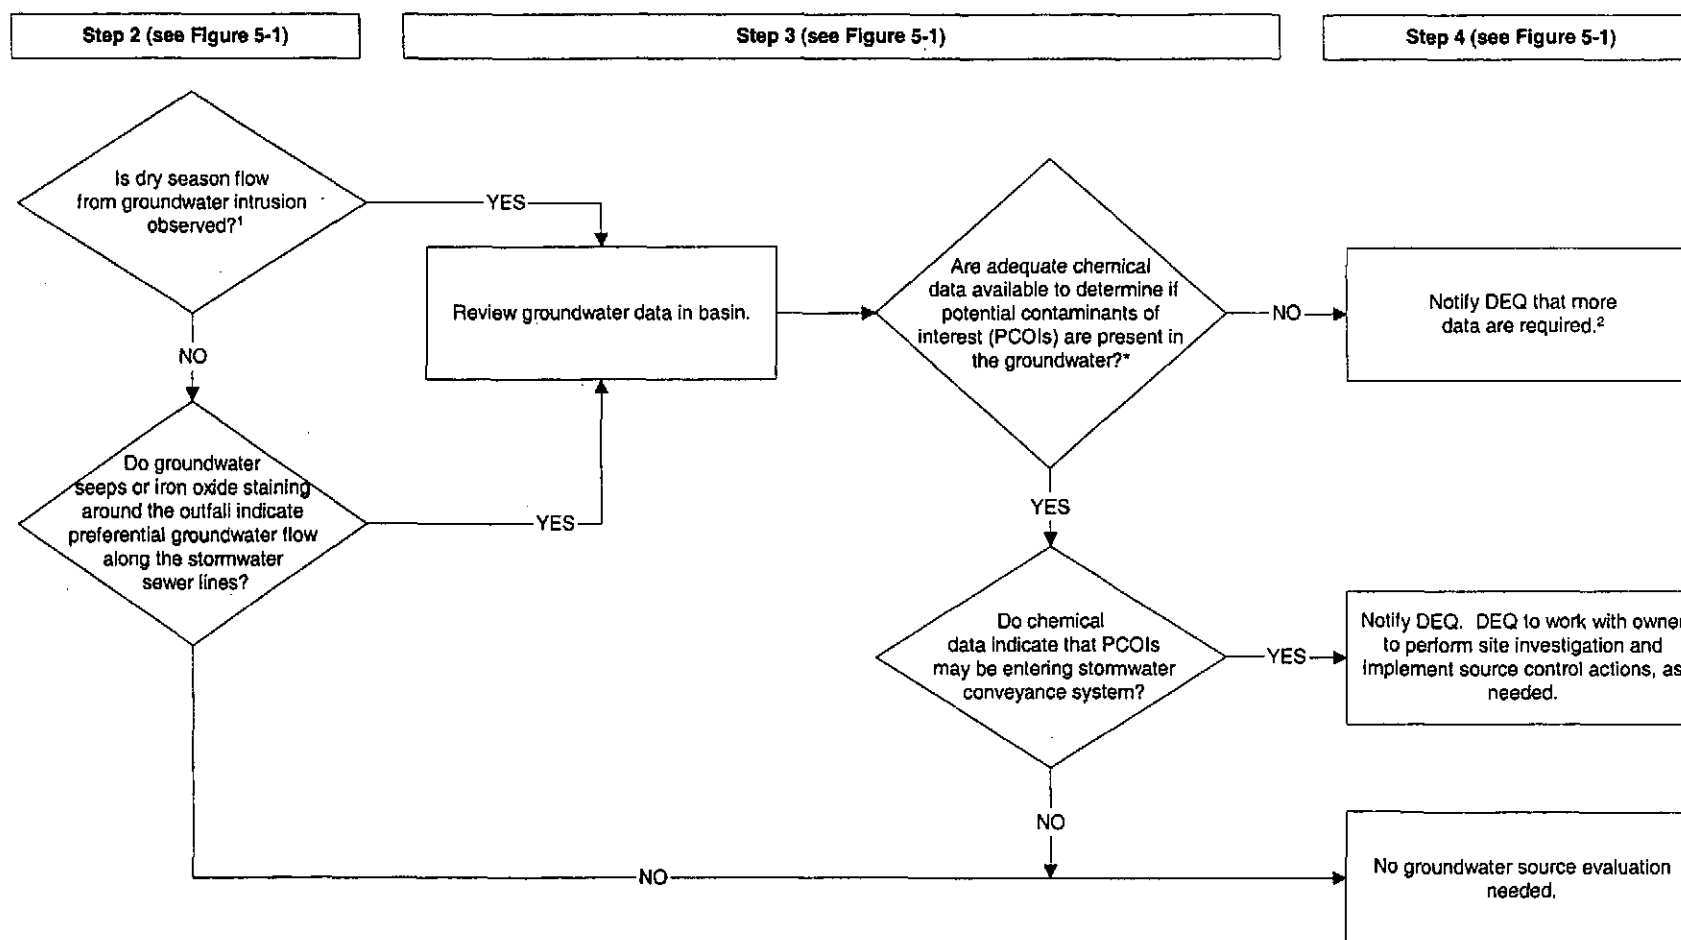 Step 2 (see Figure 5-1)
Step 3 (see Figure 5-1)
Step 4 (see Figure 5-1)
Is dry season flow
from groundwater intrusion
observed?¹
YES
NO
Review groundwater data in basin.
Are adequate chemical
data available to determine if
potential contaminants of
interest (PCOIs) are present in
the groundwater?*
NO
Notify DEQ that more
data are required.²
Do groundwater
seeps or iron oxide staining
around the outfall indicate
preferential groundwater flow
along the stormwater
sewer lines?
YES
YES
Do chemical
data indicate that PCOIs
may be entering stormwater
conveyance system?
YES
Notify DEQ. DEQ to work with owner
to perform site investigation and
implement source control actions, as
needed.
NO
NO
No groundwater source evaluation
needed.